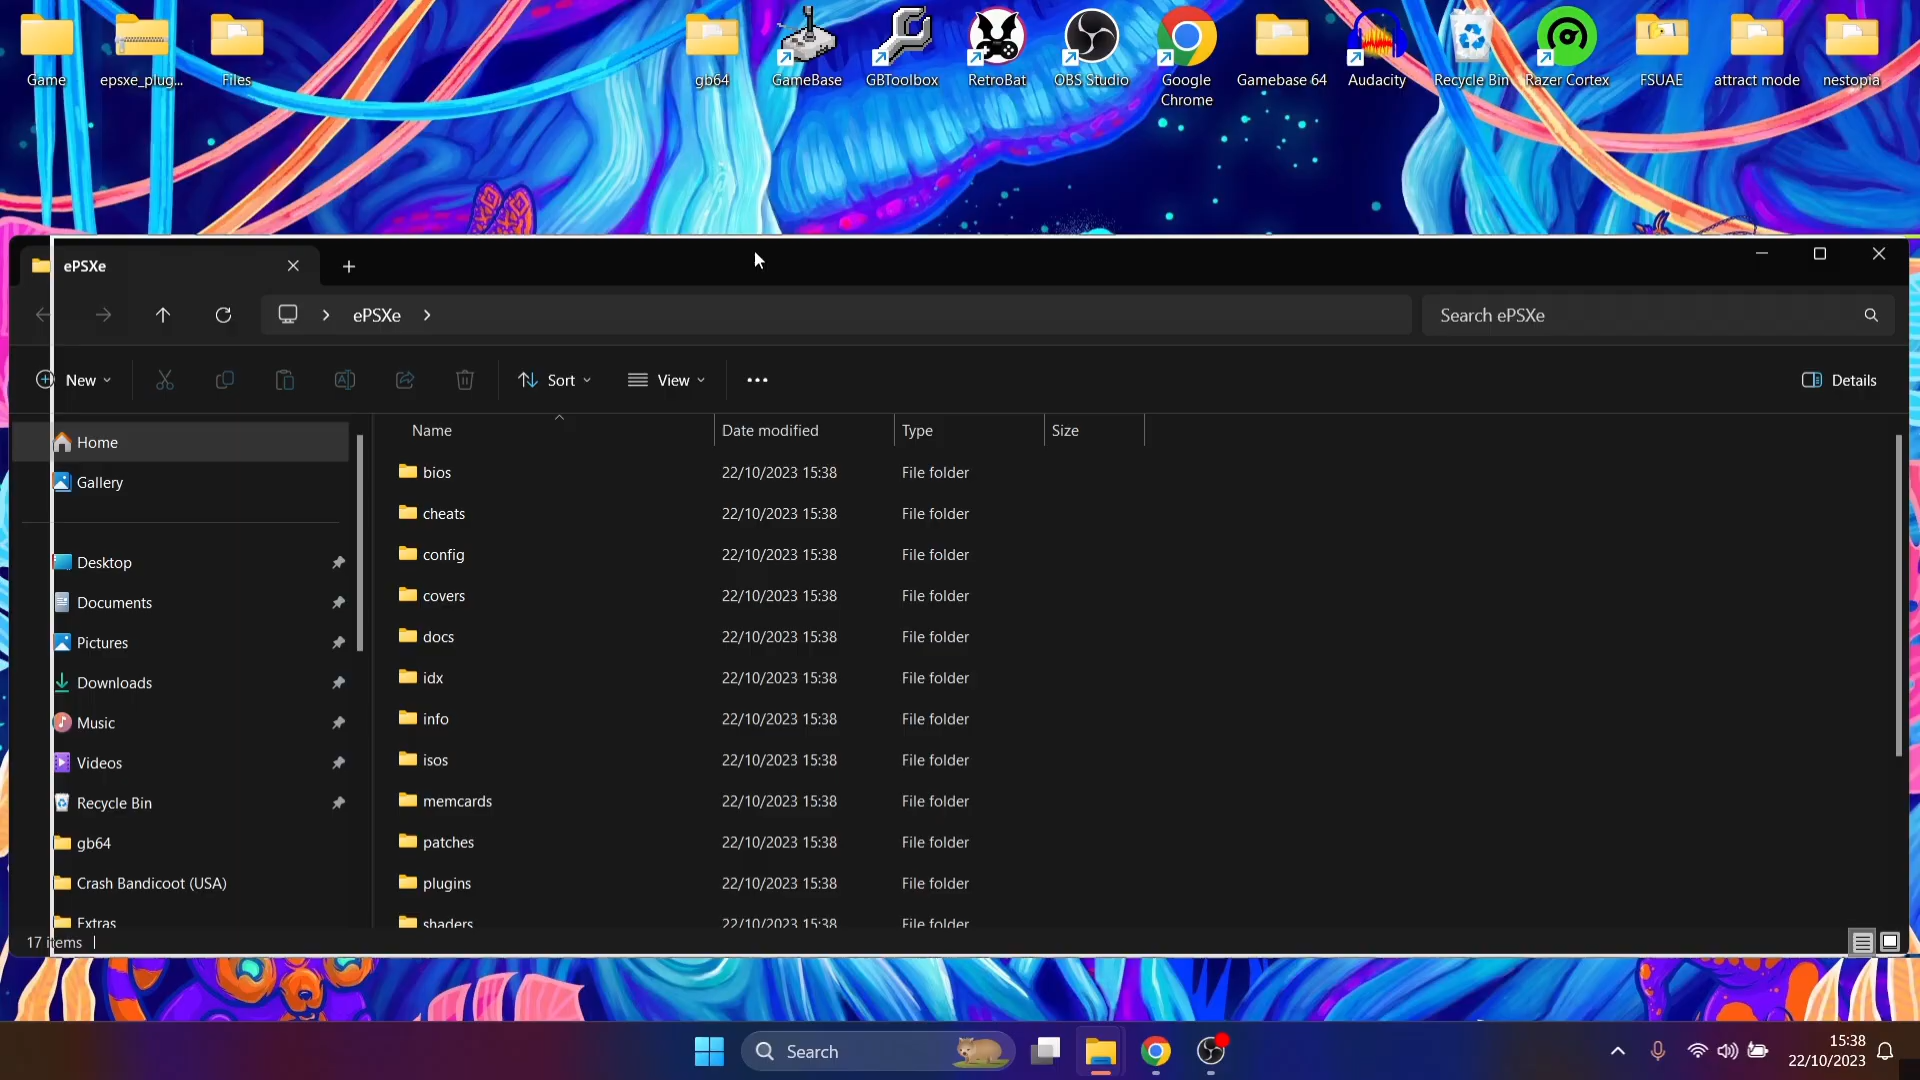 Game
epsxe_plug...
Files
gb64
GameBase
GBToolbox
RetroBat
OBS Studio
Google
Chrome
Gamebase 64
Audacity
Recycle Bin
Razer Cortex
FSUAE
attract mode
nestopia
ePSXe
ePSXe
Search ePSXe
New
Sort
View
Details
Home
Gallery
Desktop
Documents
Pictures
Downloads
Music
Videos
Recycle Bin
gb64
Crash Bandicoot (USA)
Extras
Name Date modified Type Size
bios 22/10/2023 15:38 File folder
cheats 22/10/2023 15:38 File folder
config 22/10/2023 15:38 File folder
covers 22/10/2023 15:38 File folder
docs 22/10/2023 15:38 File folder
idx 22/10/2023 15:38 File folder
info 22/10/2023 15:38 File folder
isos 22/10/2023 15:38 File folder
memcards 22/10/2023 15:38 File folder
patches 22/10/2023 15:38 File folder
plugins 22/10/2023 15:38 File folder
shaders 22/10/2023 15:38 File folder
17 items
Search
15:38
22/10/2023